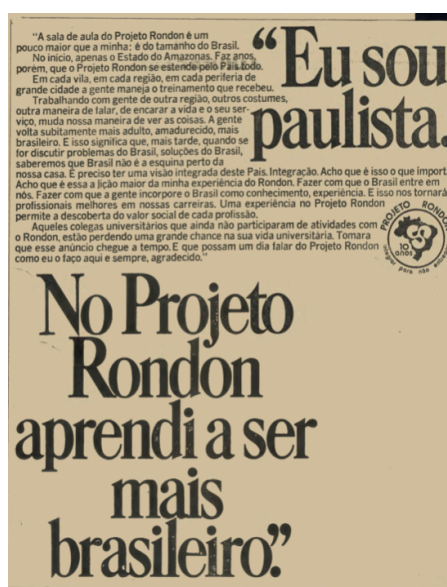 “A sala de aula do Projeto Rondon é um
pouco maior que a minha: é do tamanho do Brasil.
No início, apenas o Estado do Amazonas. Faz anos,
porém, que o Projeto Rondon se estende pelo País todo.
Em cada vila, em cada região, em cada periferia de
grande cidade a gente maneja o treinamento que recebeu.
Trabalhando com gente de outra região, outros costumes,
outra maneira de falar, de encarar a vida e o seu ser-
viço, muda nossa maneira de ver as coisas. A gente
volta subitamente mais adulto, amadurecido, mais
brasileiro. E isso significa que, mais tarde, quando se
for discutir problemas do Brasil, soluções do Brasil,
saberemos que Brasil não é a esquina perto da
nossa casa. É preciso ter uma visão integrada deste País. Integração. Acho que é isso o que import
Acho que é essa a lição maior da minha experiência do Rondon. Fazer com que o Brasil entre em
nós. Fazer com que a gente incorpore o Brasil como conhecimento, experiência. E isso nos tornará
profissionais melhores em nossas carreiras. Uma experiência no Projeto Rondon
permite a descoberta do valor social de cada profissão.
Aqueles colegas universitários que ainda não participaram de atividades com
o Rondon, estão perdendo uma grande chance na sua vida universitária. Tomara
que esse anúncio chegue a tempo. E que possam um dia falar do Projeto Rondon
como eu o faço aqui e sempre, agradecido.”
“Eu sou
paulista.
PROJETO RONDON
10
anos
integrar para não
No Projeto
Rondon
aprendi a ser
mais
brasileiro.”